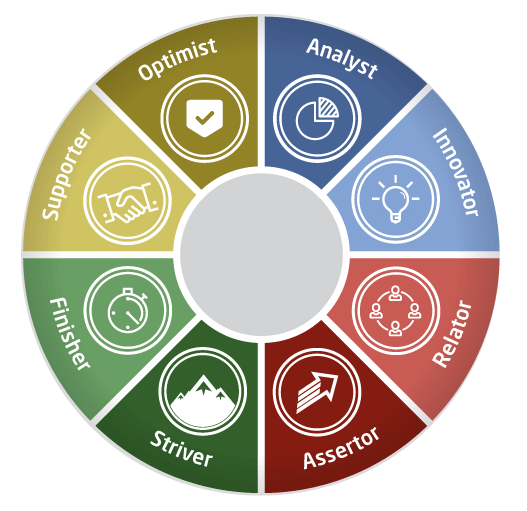 Optimist
Analyst
Supporter
Innovator
Finisher
Relator
Striver
Assertor